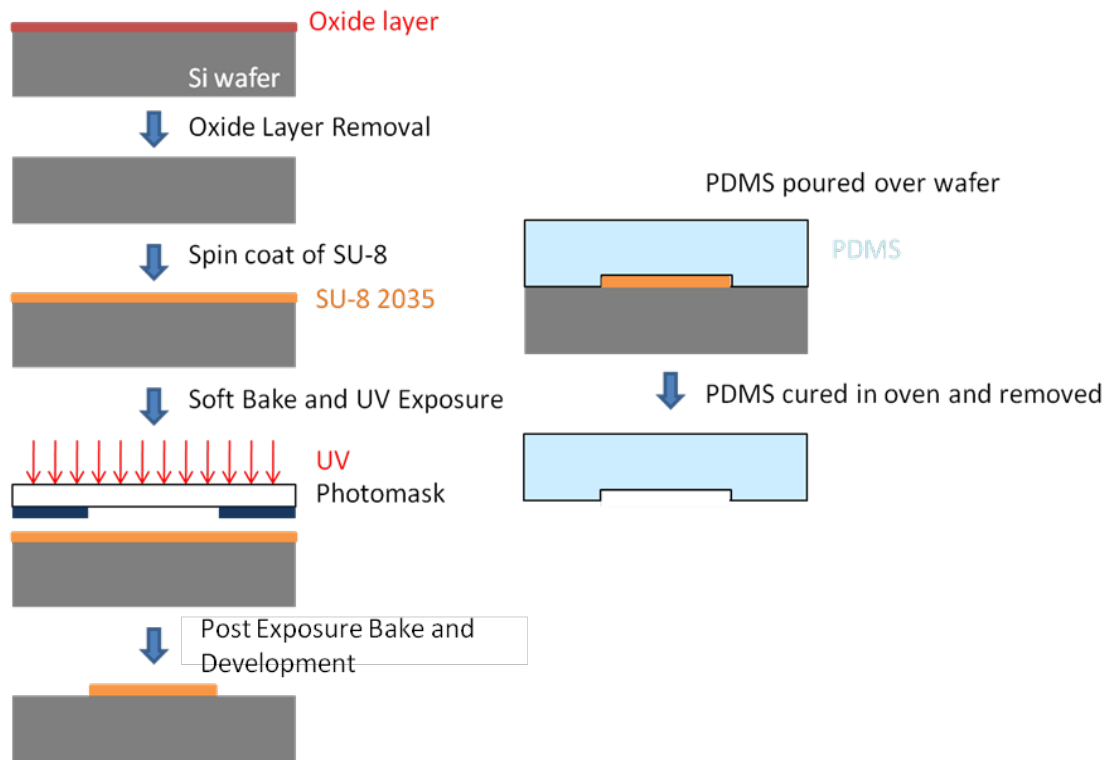 Oxide layer
Si wafer
Oxide Layer Removal
Spin coat of SU-8
SU-8 2035
Soft Bake and UV Exposure
UV
Photomask
Post Exposure Bake and
Development
PDMS poured over wafer
PDMS
PDMS cured in oven and removed